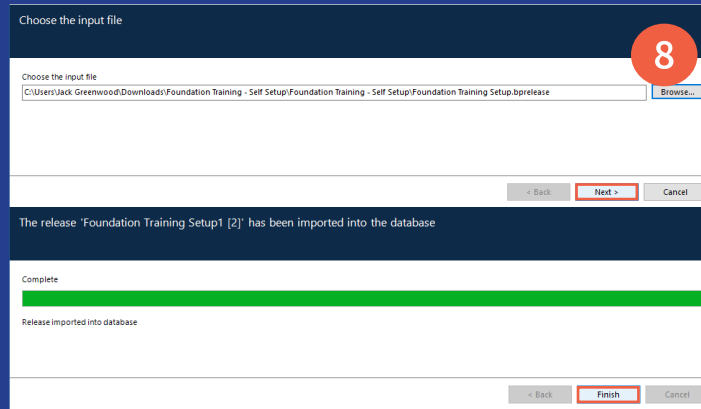 Choose the input file
8
Choose the input file
C:\Users\Jack Greenwood\Downloads\Foundation Training - Self Setup\Foundation Training - Self Setup\Foundation Training Setup.bprelease
Browse...
< Back Next > Cancel
The release 'Foundation Training Setup1 [2]' has been imported into the database
Complete
Release imported into database
< Back Finish Cancel